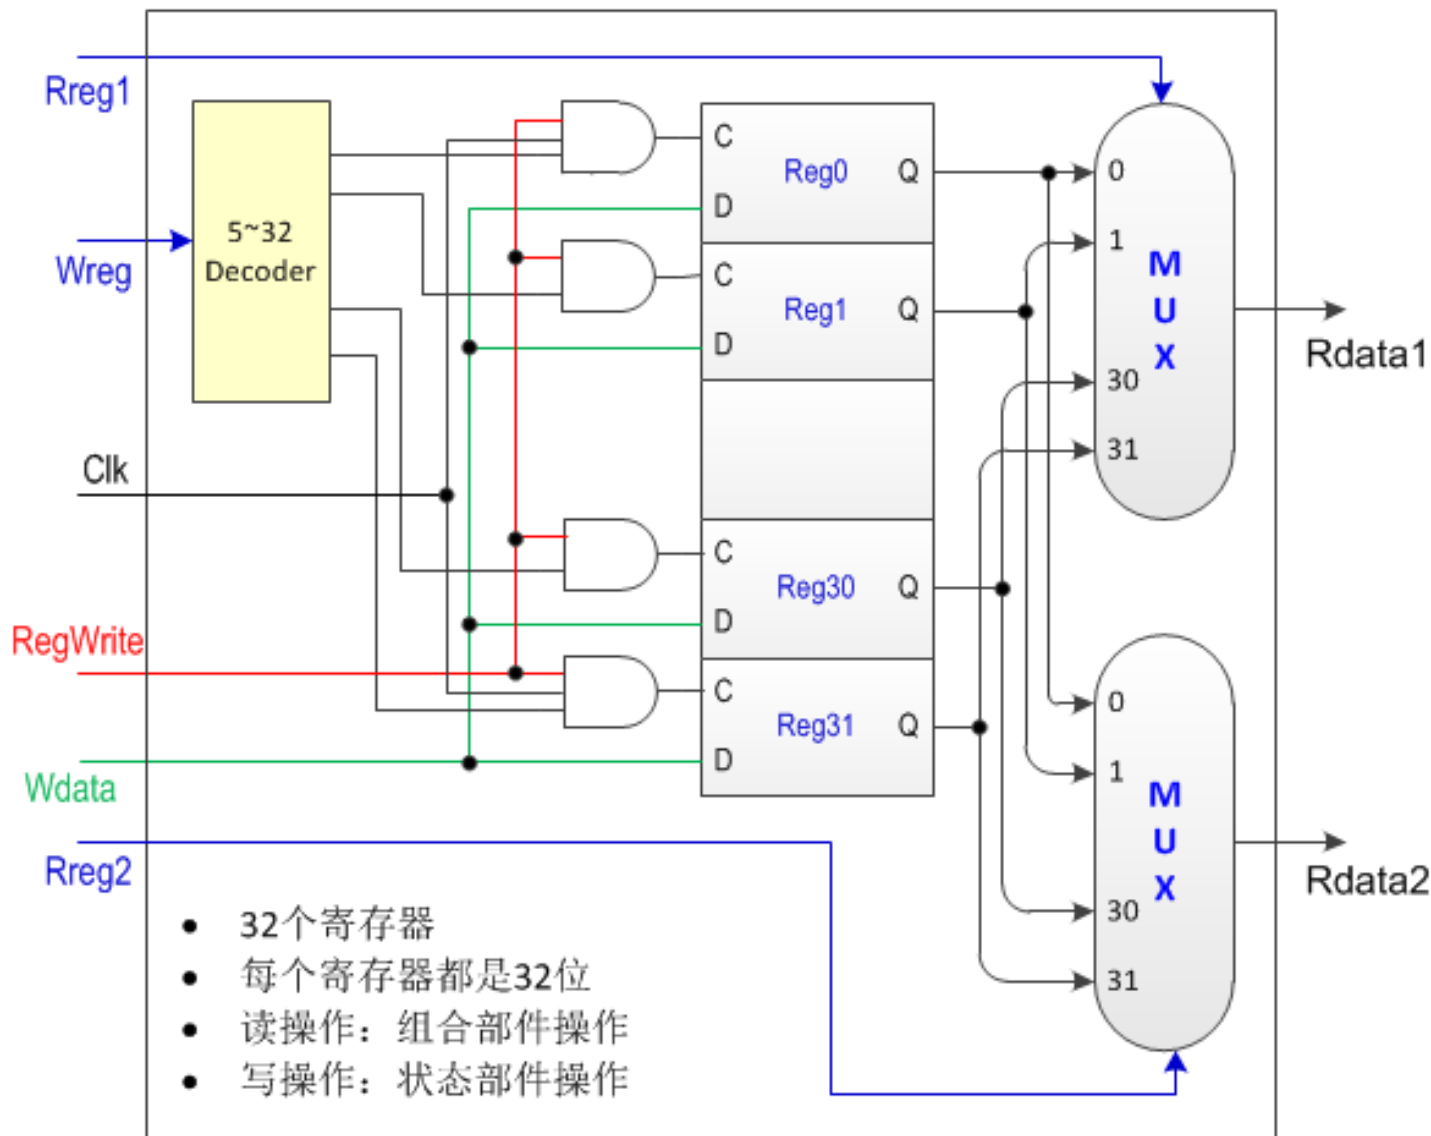 Rreg1
5~32
Decoder
Wreg
Clk
RegWrite
Wdata
Rreg2
C
Reg0
Q
D
C
Reg1
Q
D
C
Reg30
Q
D
C
Reg31
Q
D
0
1
M
U
X
30
31
Rdata1
0
1
M
U
X
30
31
Rdata2
• 32个寄存器
• 每个寄存器都是32位
• 读操作：组合部件操作
• 写操作：状态部件操作